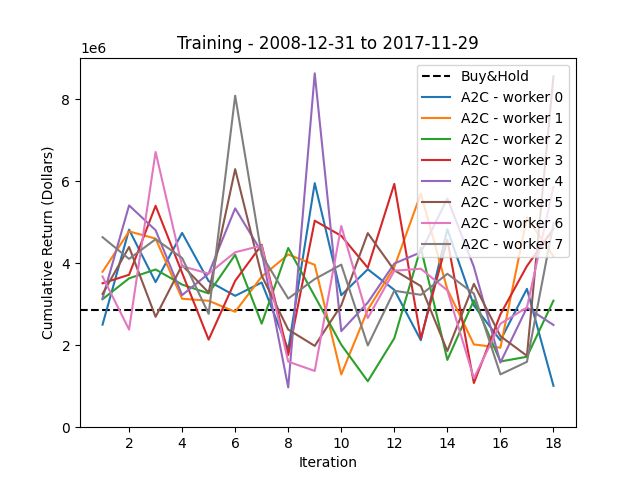 Training - 2008-12-31 to 2017-11-29
1e6
Buy&Hold
A2C - worker 0
A2C - worker 1
A2C - worker 2
A2C - worker 3
A2C - worker 4
A2C - worker 5
A2C - worker 6
A2C - worker 7
Cumulative Return (Dollars)
8
6
4
2
0
2 4 6 8 10 12 14 16 18
Iteration